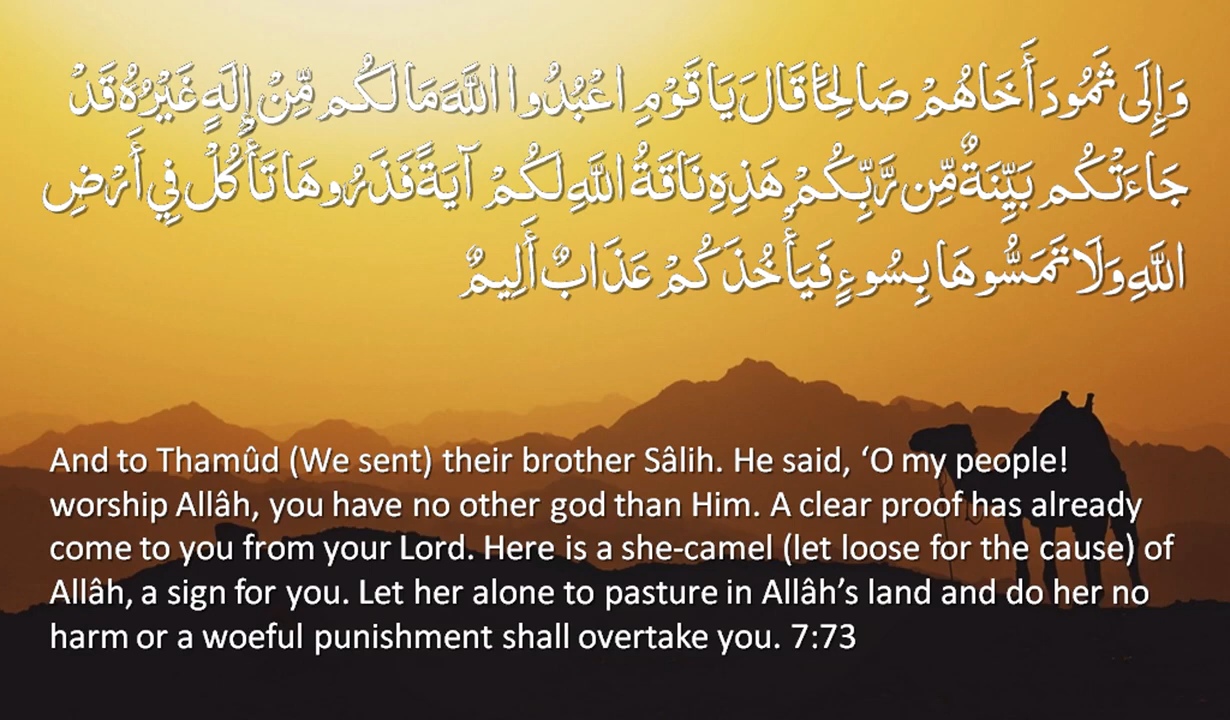 وَإِلَى ثَمُودَ أَخَاهُمْ صَالِحًا قَالَ يَا قَوْمِ اعْبُدُوا اللَّهَ مَا لَكُم مِّنْ إِلَهٍ غَيْرُهُ قَدْ
جَاءَتْكُم بَيِّنَةٌ مِّن رَّبِّكُمْ هَذِهِ نَاقَةُ اللَّهِ لَكُمْ آيَةً فَذَرُوهَا تَأْكُلْ فِي أَرْضِ
اللَّهِ وَلَا تَمَسُّوهَا بِسُوءٍ فَيَأْخُذَكُمْ عَذَابٌ أَلِيمٌ
And to Thamûd (We sent) their brother Sâlih. He said, ‘O my people!
worship Allâh, you have no other god than Him. A clear proof has already
come to you from your Lord. Here is a she-camel (let loose for the cause) of
Allâh, a sign for you. Let her alone to pasture in Allâh’s land and do her no
harm or a woeful punishment shall overtake you. 7:73